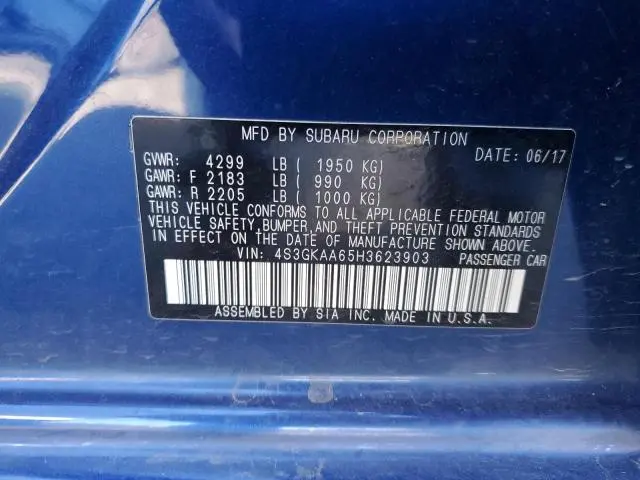 MFD BY SUBARU CORPORATION
DATE: 06/17
GVWR: 4299 LB ( 1950 KG)
GAWR: F 2183 LB ( 990 KG)
GAWR: R 2205 LB ( 1000 KG)
THIS VEHICLE CONFORMS TO ALL APPLICABLE FEDERAL MOTOR
VEHICLE SAFETY,BUMPER,AND THEFT PREVENTION STANDARDS
IN EFFECT ON THE DATE OF MANUFACTURE SHOWN ABOVE.
VIN: 4S3GKAA65H3623903 PASSENGER CAR
ASSEMBLED BY SIA INC. MADE IN U.S.A.